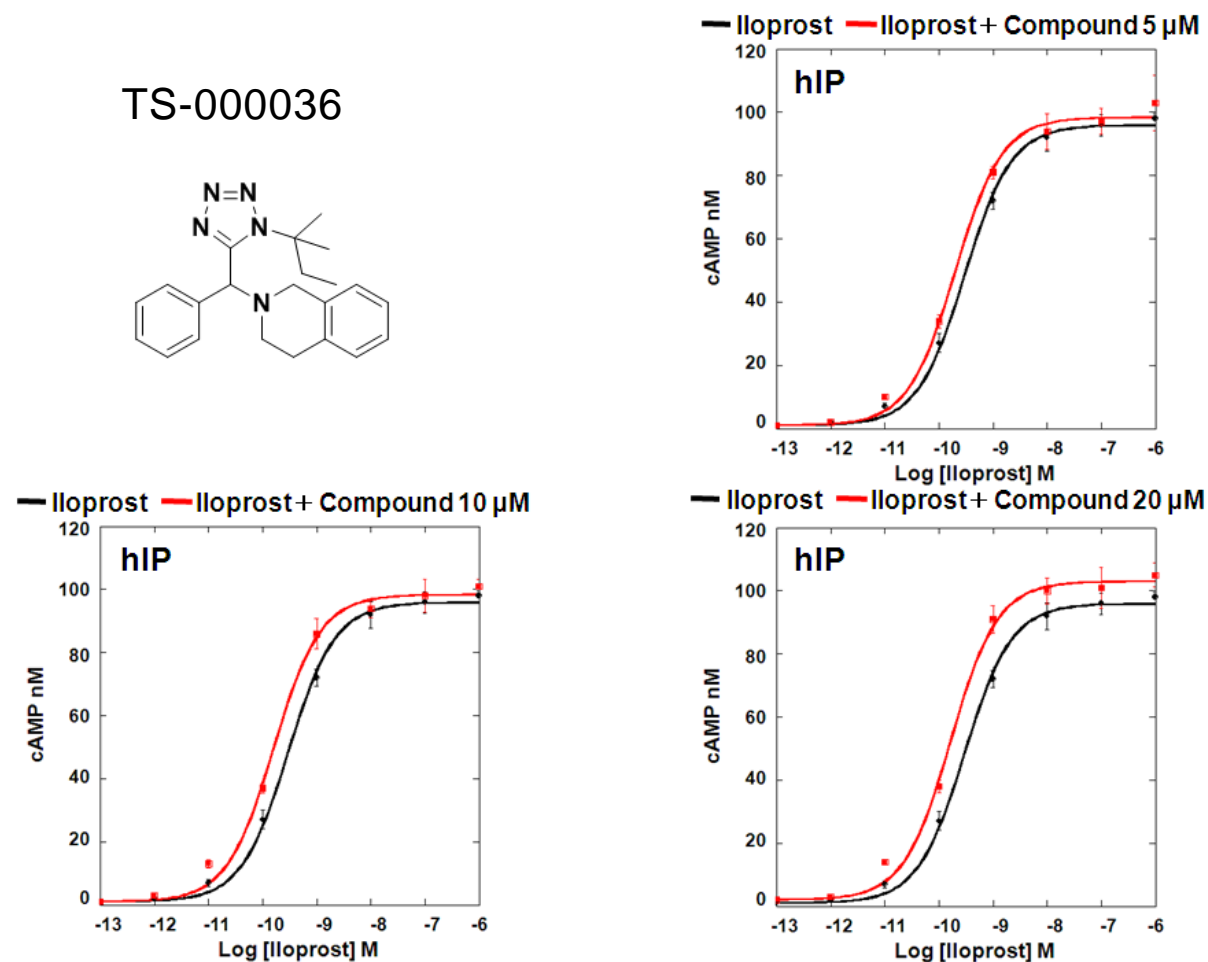 TS-000036
N=N
N
N
N
Iloprost Iloprost + Compound 5 µM
hIP
120
100
80
60
40
20
0
cAMP nM
-13 -12 -11 -10 -9 -8 -7 -6
Log [Iloprost] M
Iloprost Iloprost + Compound 10 µM
hIP
120
100
80
60
40
20
0
cAMP nM
-13 -12 -11 -10 -9 -8 -7 -6
Log [Iloprost] M
Iloprost Iloprost + Compound 20 µM
hIP
120
100
80
60
40
20
0
cAMP nM
-13 -12 -11 -10 -9 -8 -7 -6
Log [Iloprost] M